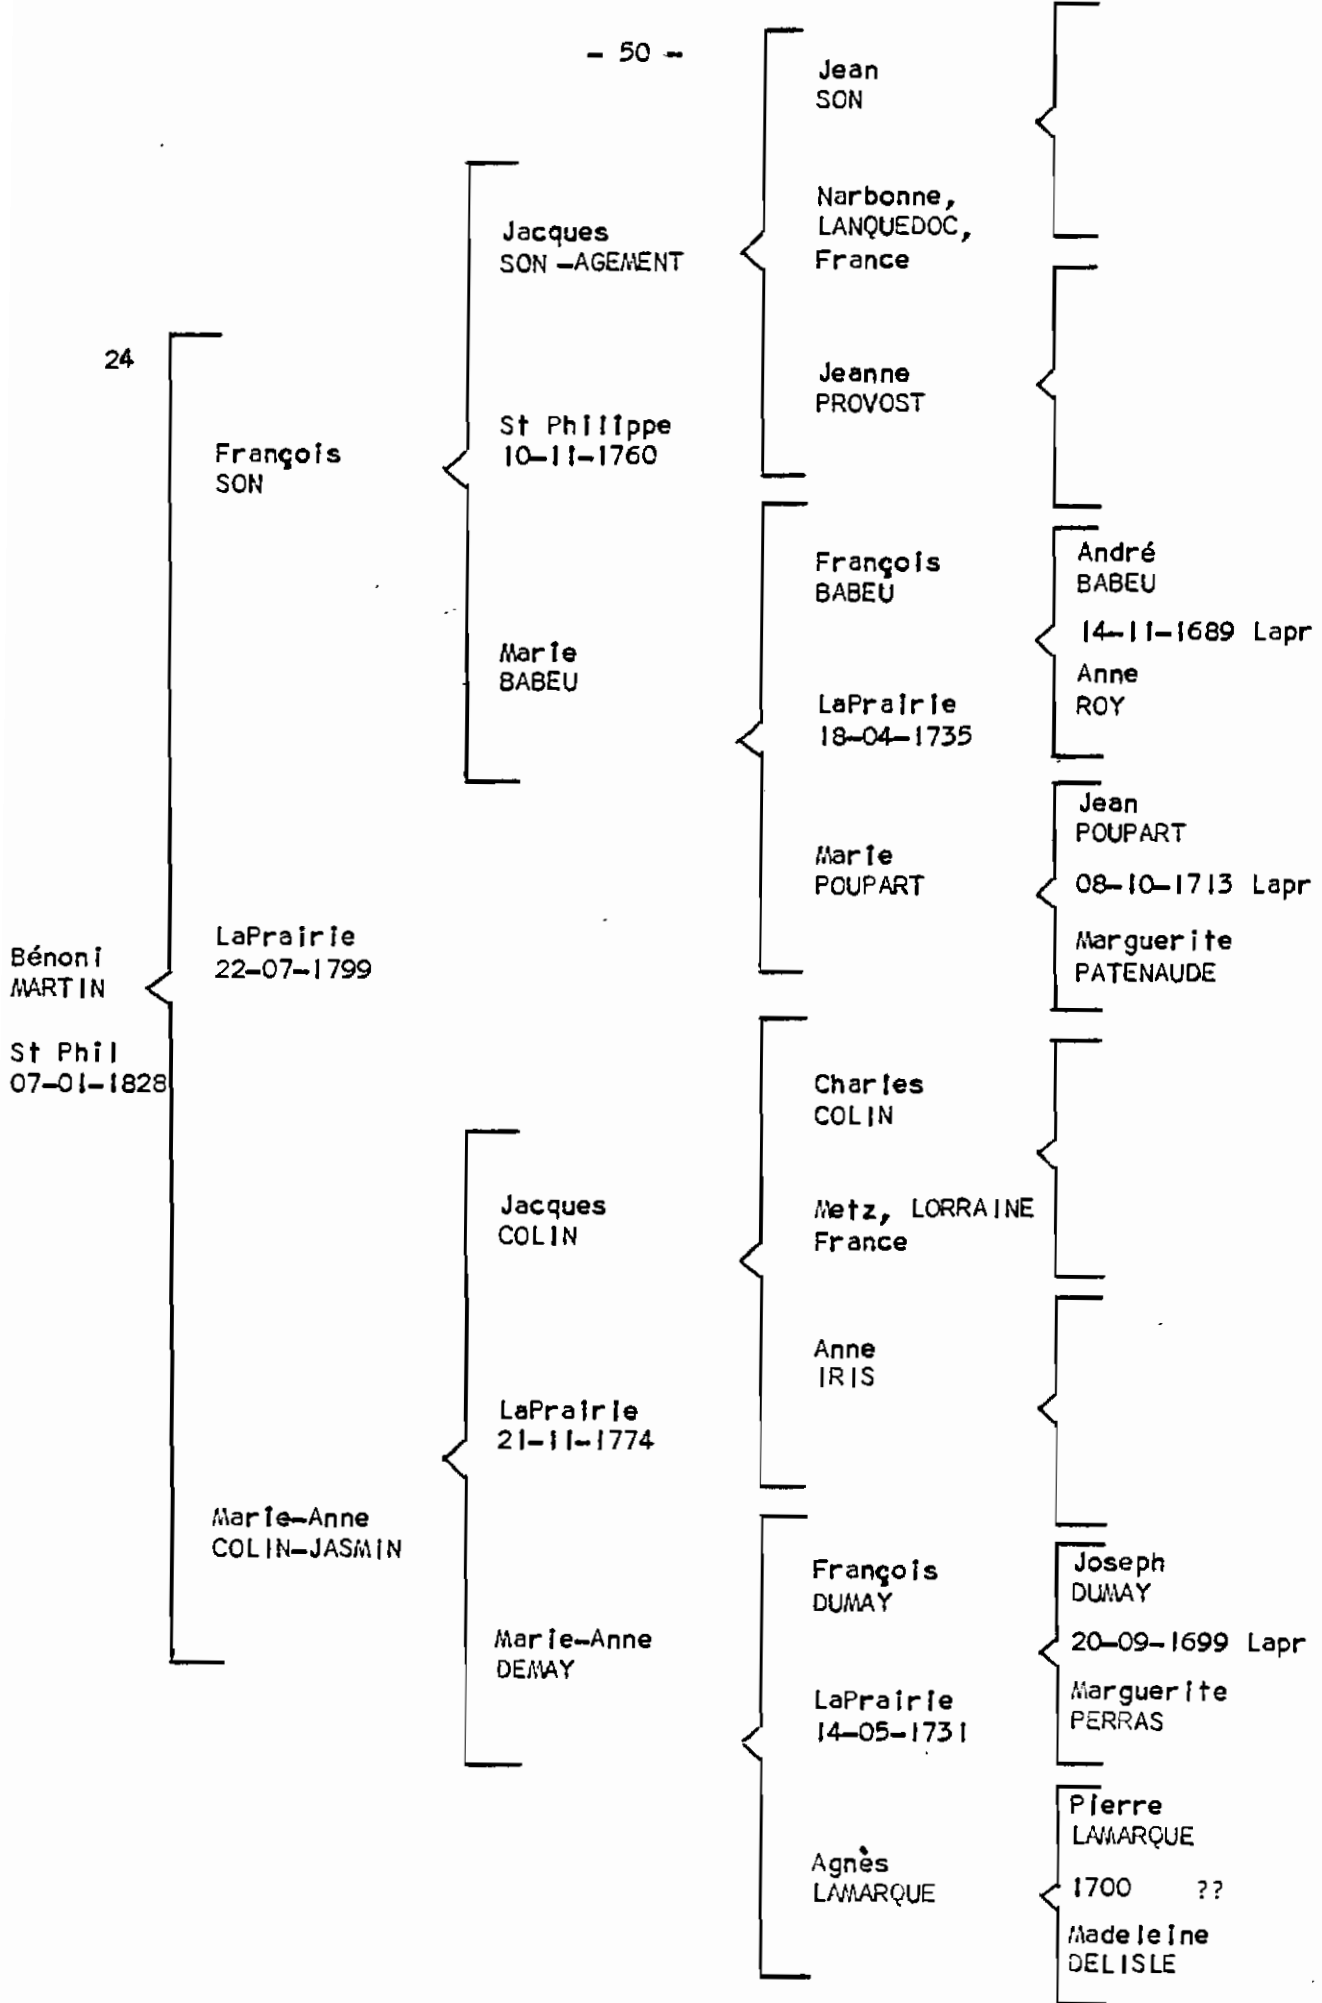 - 50 -
24
Bénoni
MARTIN
St Phil
07-01-1828
François
SON
LaPrairie
22-07-1799
Marie-Anne
COLIN-JASMIN
Jacques
SON -AGEMENT
St Philippe
10-11-1760
Marie
BABEU
Jacques
COLIN
LaPrairie
21-11-1774
Marie-Anne
DEMAY
Jean
SON
Narbonne,
LANQUEDOC,
France
Jeanne
PROVOST
François
BABEU
LaPrairie
18-04-1735
Marie
POUPART
Charles
COLIN
Metz, LORRAINE
France
Anne
IRIS
François
DUMAY
LaPrairie
14-05-1731
Agnès
LAMARQUE
André
BABEU
14-11-1689 Lapr
Anne
ROY
Jean
POUPART
08-10-1713 Lapr
Marguerite
PATENAUDE
Joseph
DUMAY
20-09-1699 Lapr
Marguerite
PERRAS
Pierre
LAMARQUE
1700 ??
Madeleine
DELISLE